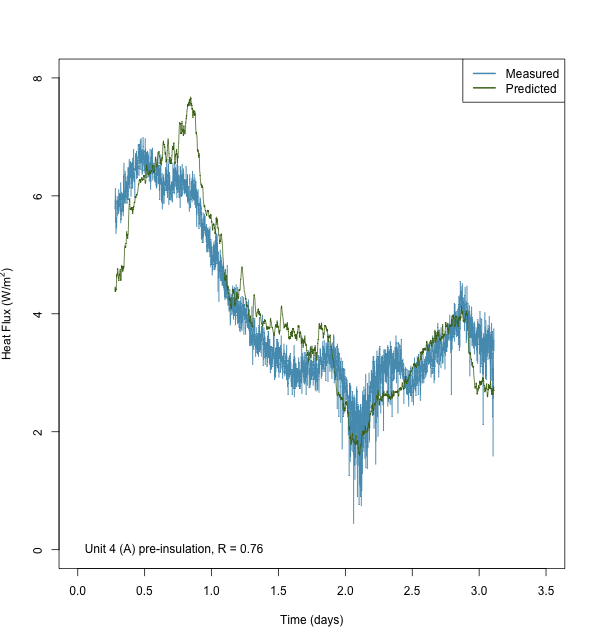 Measured
Predicted
Heat Flux (W/m²)
8
6
4
2
0
Unit 4 (A) pre-insulation, R = 0.76
0.0 0.5 1.0 1.5 2.0 2.5 3.0 3.5
Time (days)